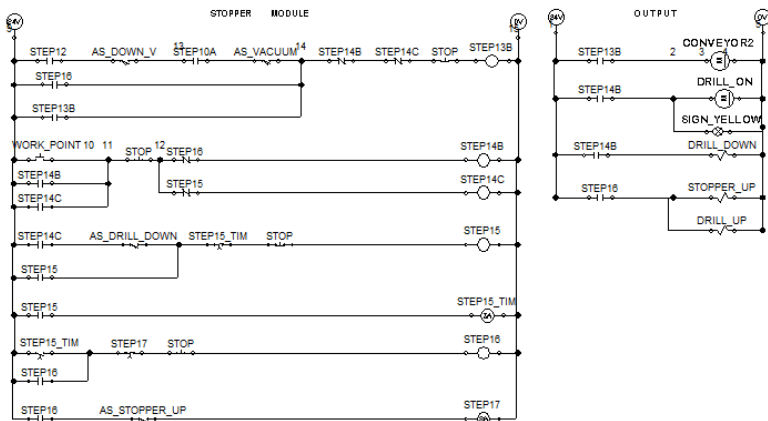 STOPPER MODULE
24V
0V
STEP12 AS_DOWN_V 13 STEP10A AS_VACUUM 14 STEP14B STEP14C STOP STEP13B
STEP16
STEP13B
WORK_POINT 10 11 STOP 12 STEP16 STEP14B
STEP14B STEP15 STEP14C
STEP14C
STEP14C AS_DRILL_DOWN STEP15_TIM STOP STEP15
STEP15
STEP15 STEP15_TIM
STEP15_TIM STEP17 STOP STEP16
STEP16
STEP16 AS_STOPPER_UP STEP17
OUTPUT
24V
0V
STEP13B 2 3 4 CONVEYOR2
STEP14B DRILL_ON
SIGN_YELLOW
STEP14B DRILL_DOWN
STEP16 STOPPER_UP
DRILL_UP